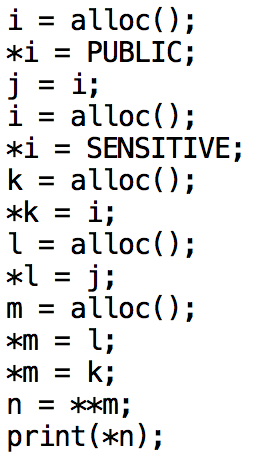 i = alloc();
*i = PUBLIC;
j = i;
i = alloc();
*i = SENSITIVE;
k = alloc();
*k = i;
l = alloc();
*l = j;
m = alloc();
*m = l;
*m = k;
n = **m;
print(*n);